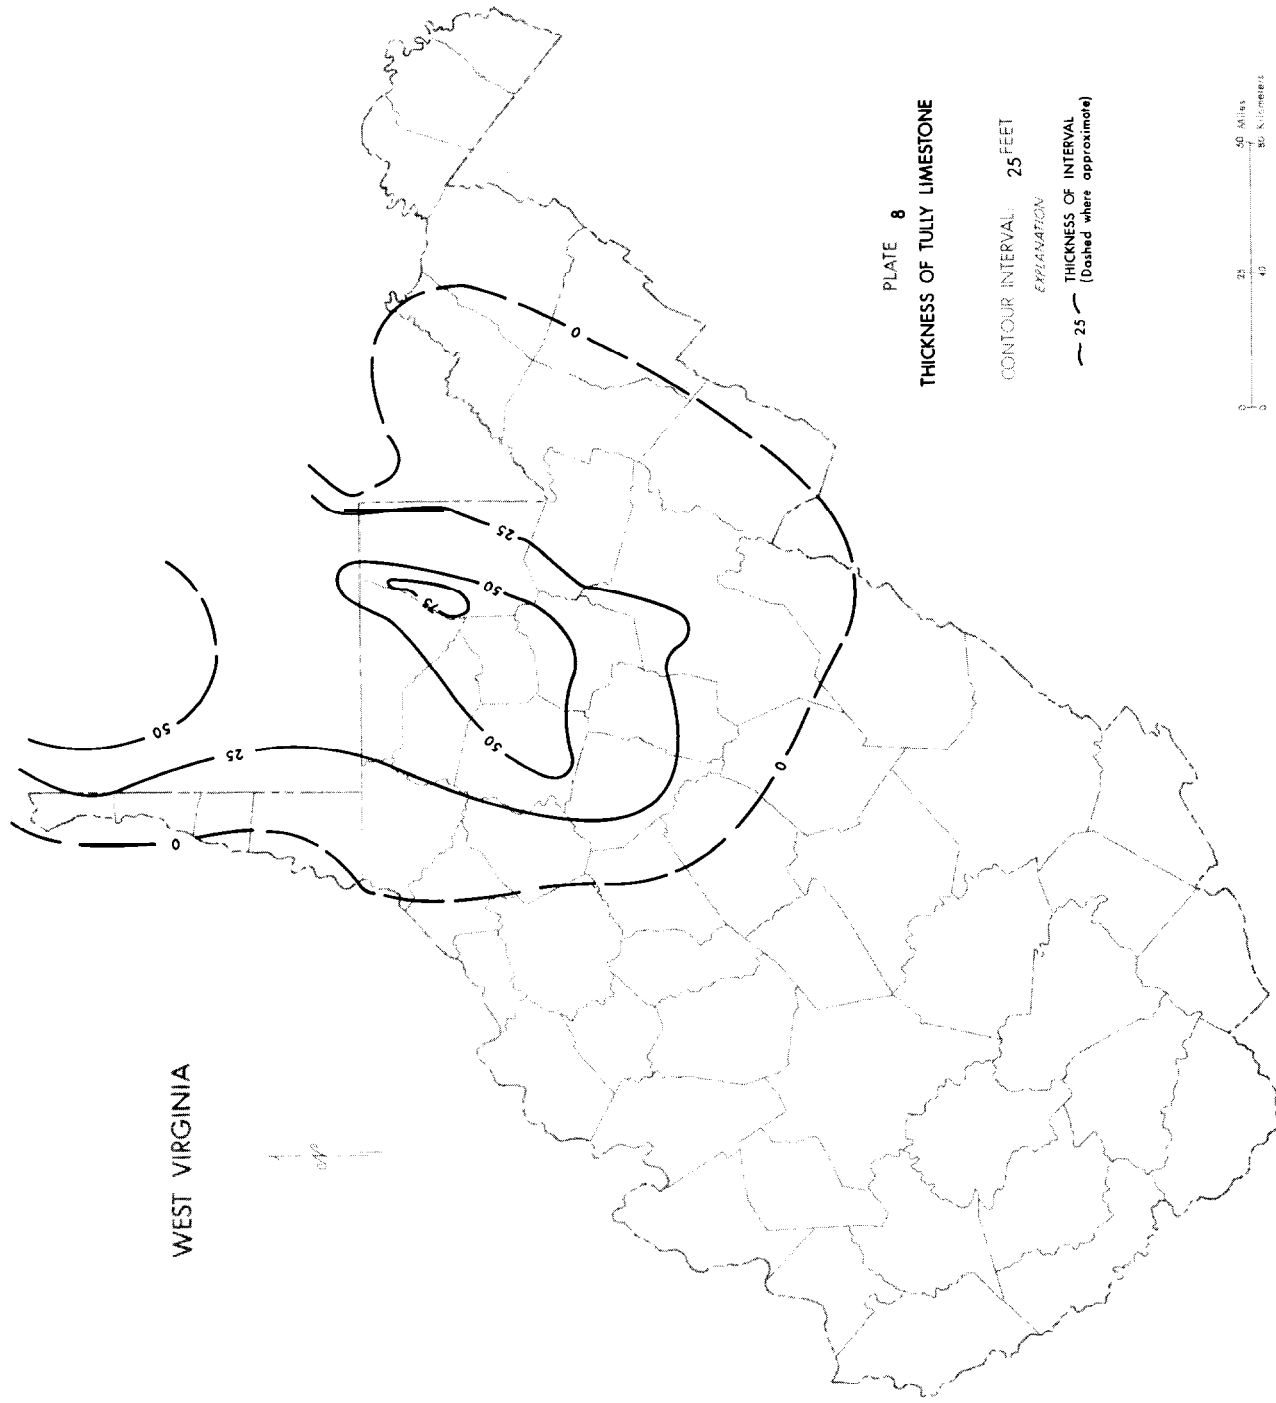 WEST VIRGINIA
N
0
25
50
50
25
50
75
0
0
PLATE 8
THICKNESS OF TULLY LIMESTONE
CONTOUR INTERVAL: 25 FEET
EXPLANATION
25 THICKNESS OF INTERVAL
(Dashed where approximate)
0 25 50 Miles
0 40 80 Kilometers